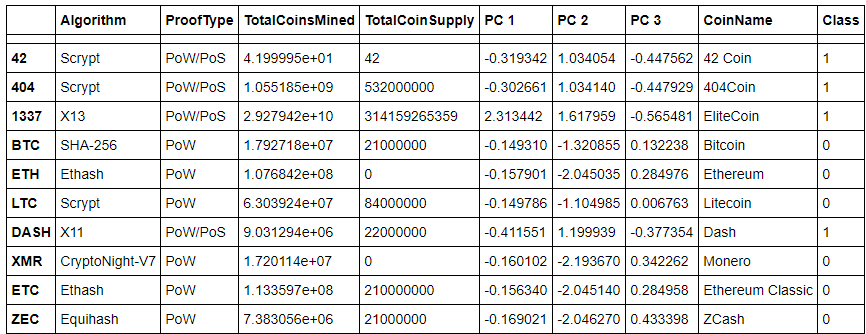 Algorithm ProofType TotalCoinsMined TotalCoinSupply PC 1 PC 2 PC 3 CoinName Class
42 Scrypt PoW/PoS 4.199995e+01 42 -0.319342 1.034054 -0.447562 42 Coin 1
404 Scrypt PoW/PoS 1.055185e+09 532000000 -0.302661 1.034140 -0.447929 404Coin 1
1337 X13 PoW/PoS 2.927942e+10 314159265359 2.313442 1.617959 -0.565481 EliteCoin 1
BTC SHA-256 PoW 1.792718e+07 21000000 -0.149310 -1.320855 0.132238 Bitcoin 0
ETH Ethash PoW 1.076842e+08 0 -0.157901 -2.045035 0.284976 Ethereum 0
LTC Scrypt PoW 6.303924e+07 84000000 -0.149786 -1.104985 0.006763 Litecoin 0
DASH X11 PoW/PoS 9.031294e+06 22000000 -0.411551 1.199939 -0.377354 Dash 1
XMR CryptoNight-V7 PoW 1.720114e+07 0 -0.160102 -2.193670 0.342262 Monero 0
ETC Ethash PoW 1.133597e+08 210000000 -0.156340 -2.045140 0.284958 Ethereum Classic 0
ZEC Equihash PoW 7.383056e+06 21000000 -0.169021 -2.046270 0.433398 ZCash 0